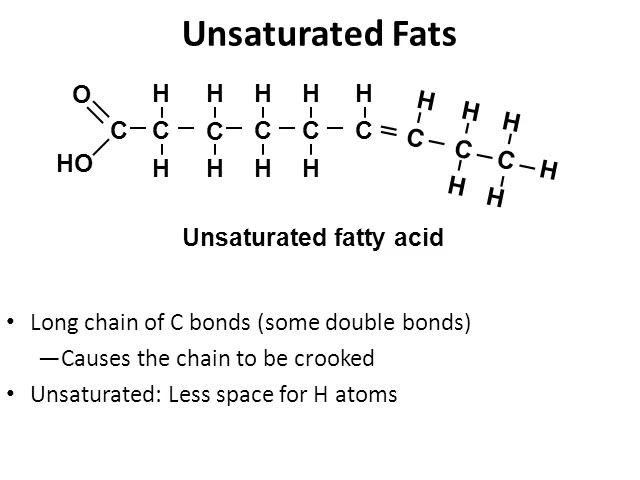 Unsaturated Fats
O H H H H H H H H
C – C – C – C – C – C = C – C – C – H
HO H H H H H H
Unsaturated fatty acid
• Long chain of C bonds (some double bonds)
—Causes the chain to be crooked
• Unsaturated: Less space for H atoms